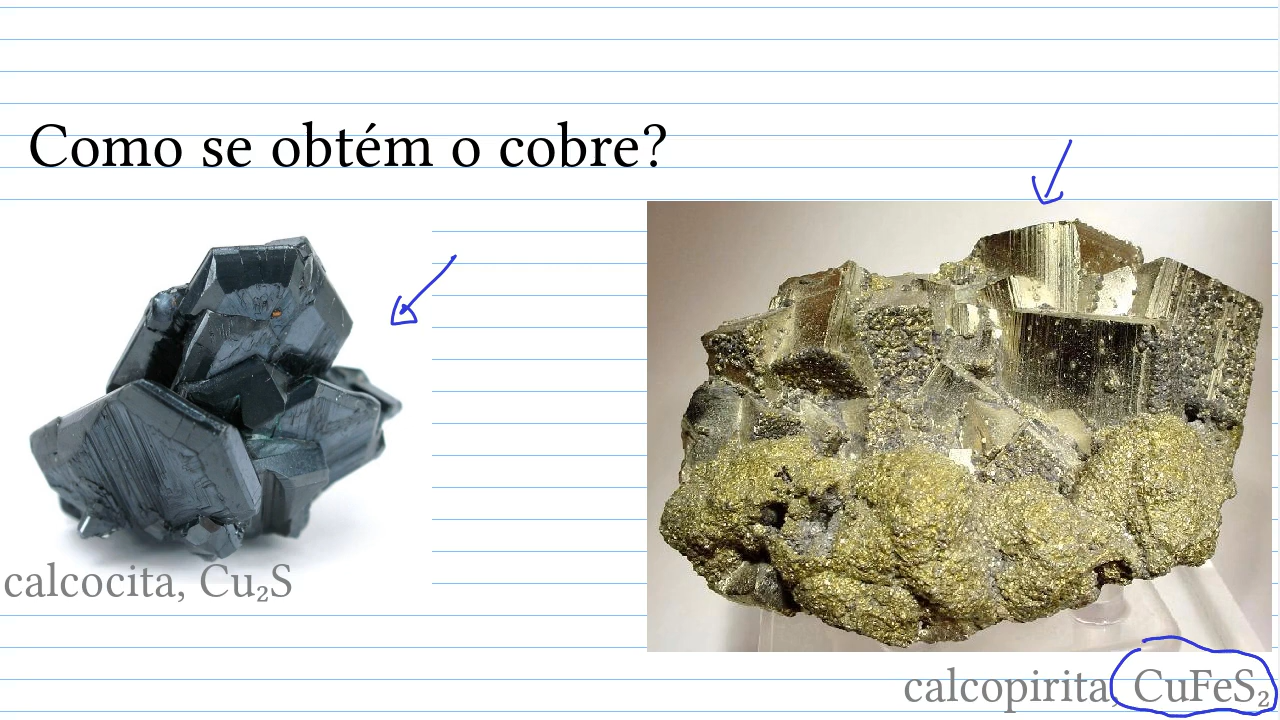 Como se obtém o cobre?
calcocita, Cu₂S
calcopirita, CuFeS₂